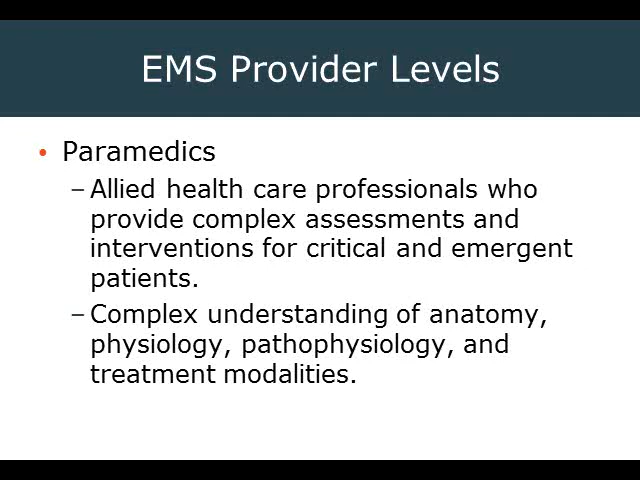 EMS Provider Levels
• Paramedics
–Allied health care professionals who
provide complex assessments and
interventions for critical and emergent
patients.
–Complex understanding of anatomy,
physiology, pathophysiology, and
treatment modalities.